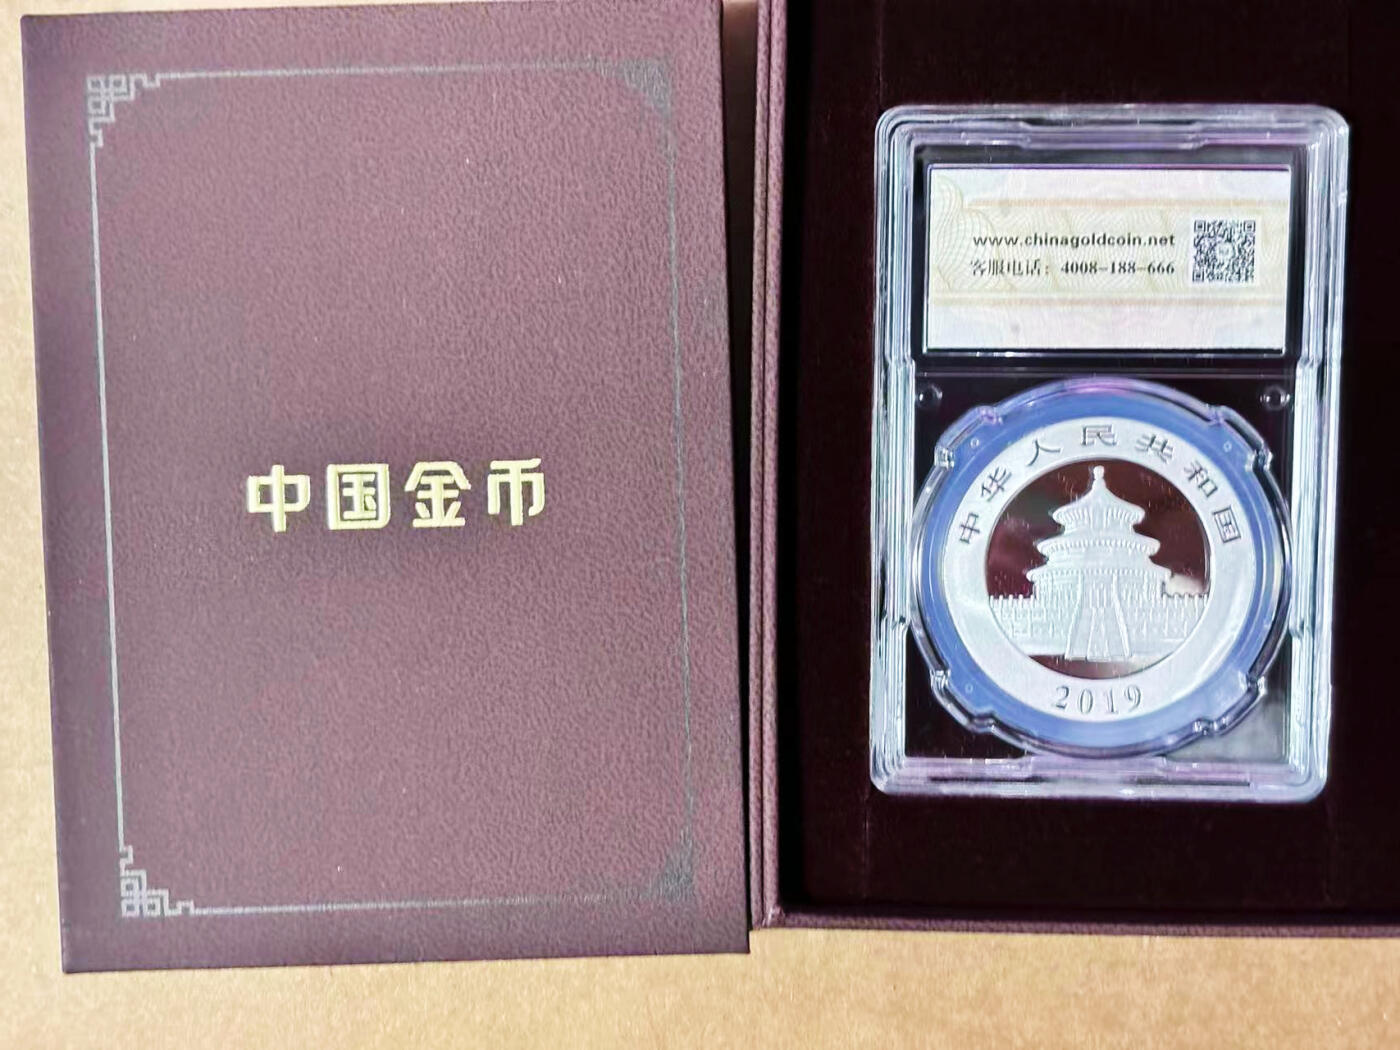 中国金币
www.chinagoldcoin.net
客服电话：4008-188-666
中华人民共和国
2019